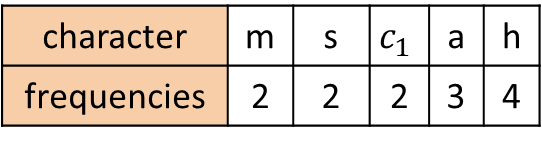 character m s c₁ a h
frequencies 2 2 2 3 4